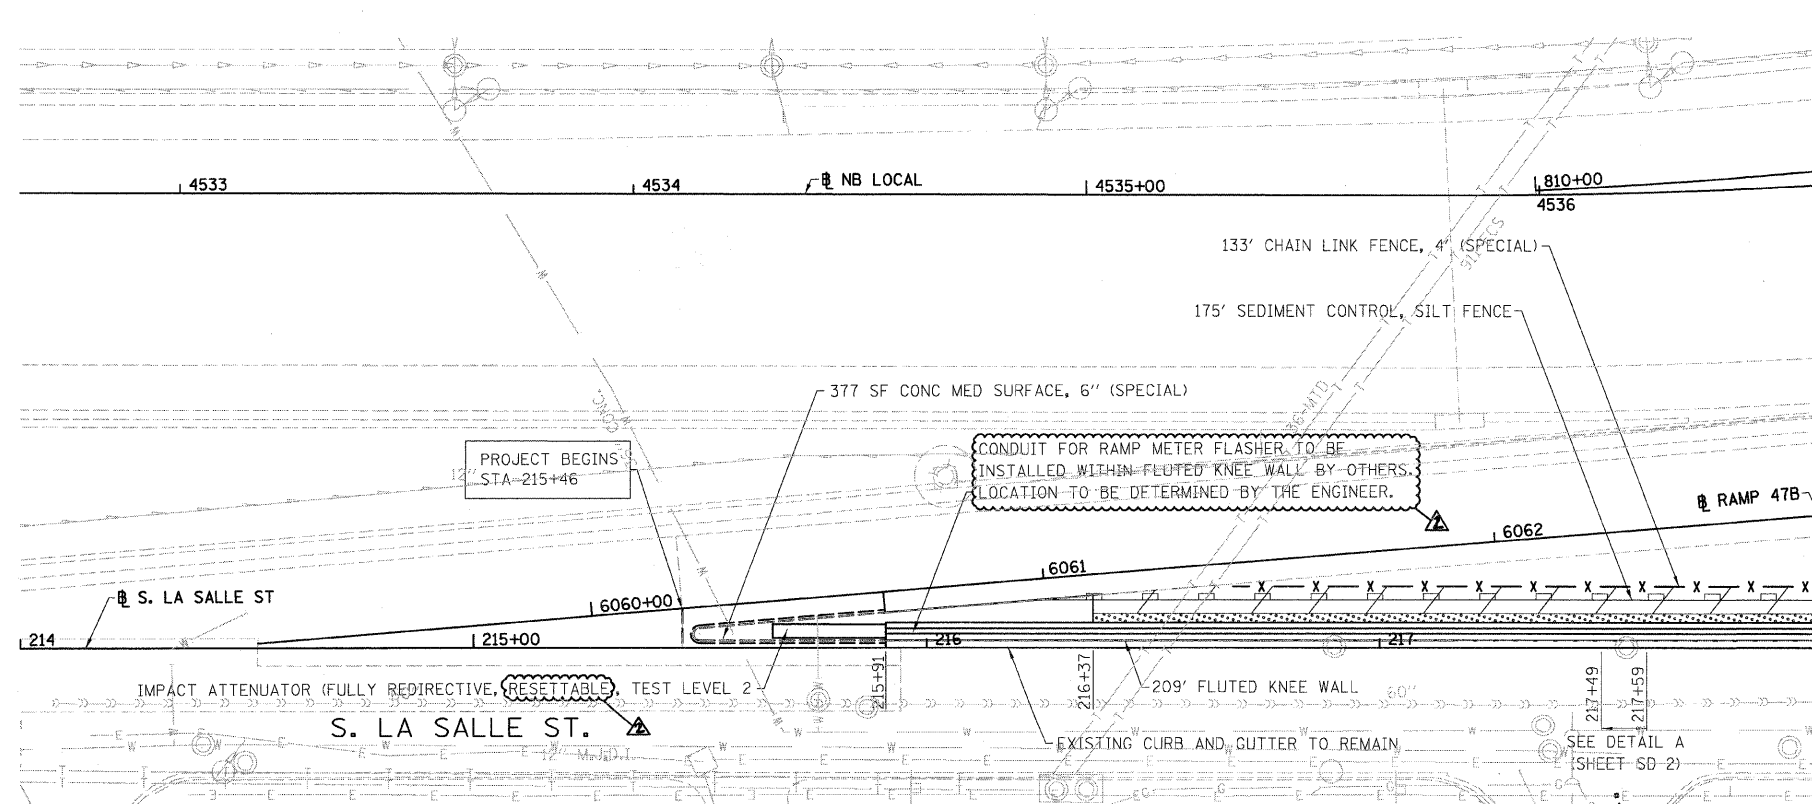 4533
4534
℄ NB LOCAL
4535+00
810+00
4536
133' CHAIN LINK FENCE, 4' (SPECIAL)
175' SEDIMENT CONTROL, SILT FENCE
36-MTD
CONC.
377 SF CONC MED SURFACE, 6'' (SPECIAL)
PROJECT BEGINS
STA 215+46
12''
CONDUIT FOR RAMP METER FLASHER TO BE
INSTALLED WITHIN FLUTED KNEE WALL BY OTHERS.
LOCATION TO BE DETERMINED BY THE ENGINEER.
2
℄ RAMP 47B
6062
6061
6060+00
X X X X X X X X X X X
℄ S. LA SALLE ST
214
215+00
216
217
215+91
216+37
217+49
217+59
IMPACT ATTENUATOR (FULLY REDIRECTIVE, RESETTABLE), TEST LEVEL 2
2
209' FLUTED KNEE WALL
60''
S. LA SALLE ST.
EXISTING CURB AND GUTTER TO REMAIN
SEE DETAIL A
(SHEET SD 2)